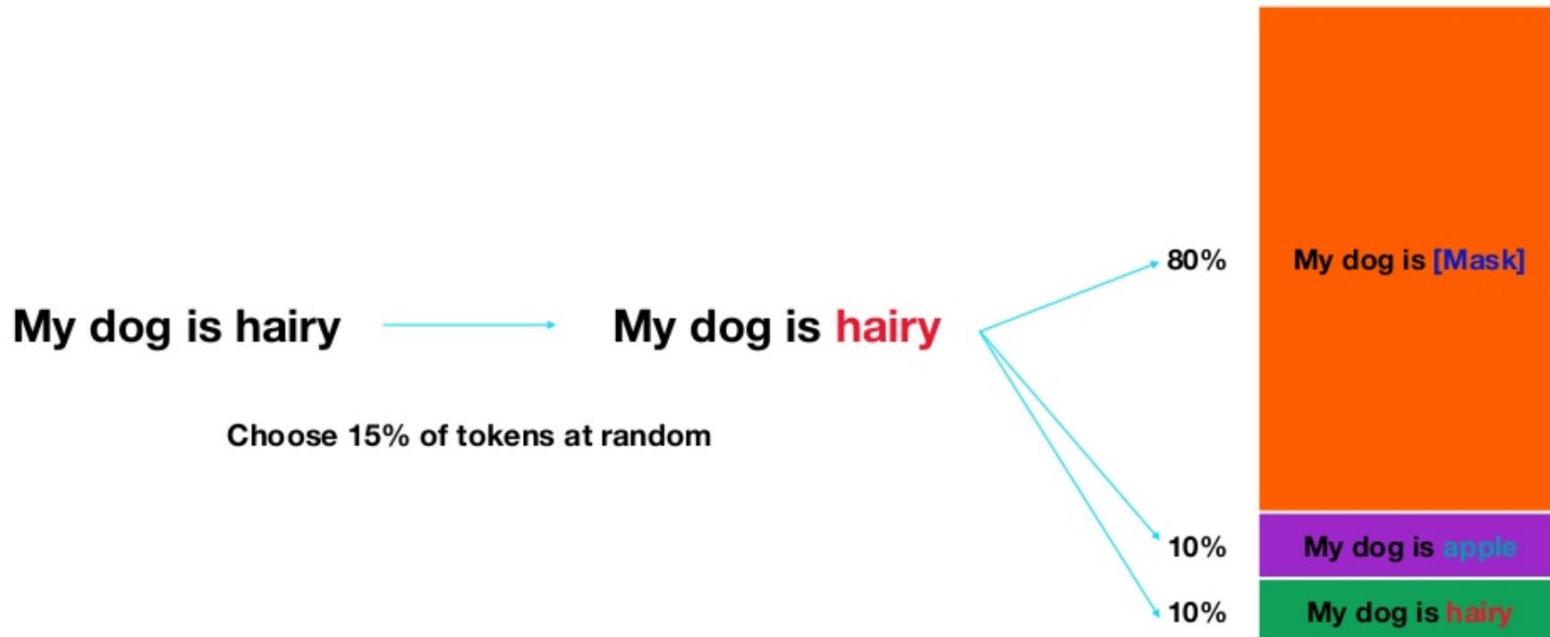 My dog is hairy
My dog is hairy
Choose 15% of tokens at random
80%
My dog is [Mask]
10%
My dog is apple
10%
My dog is hairy